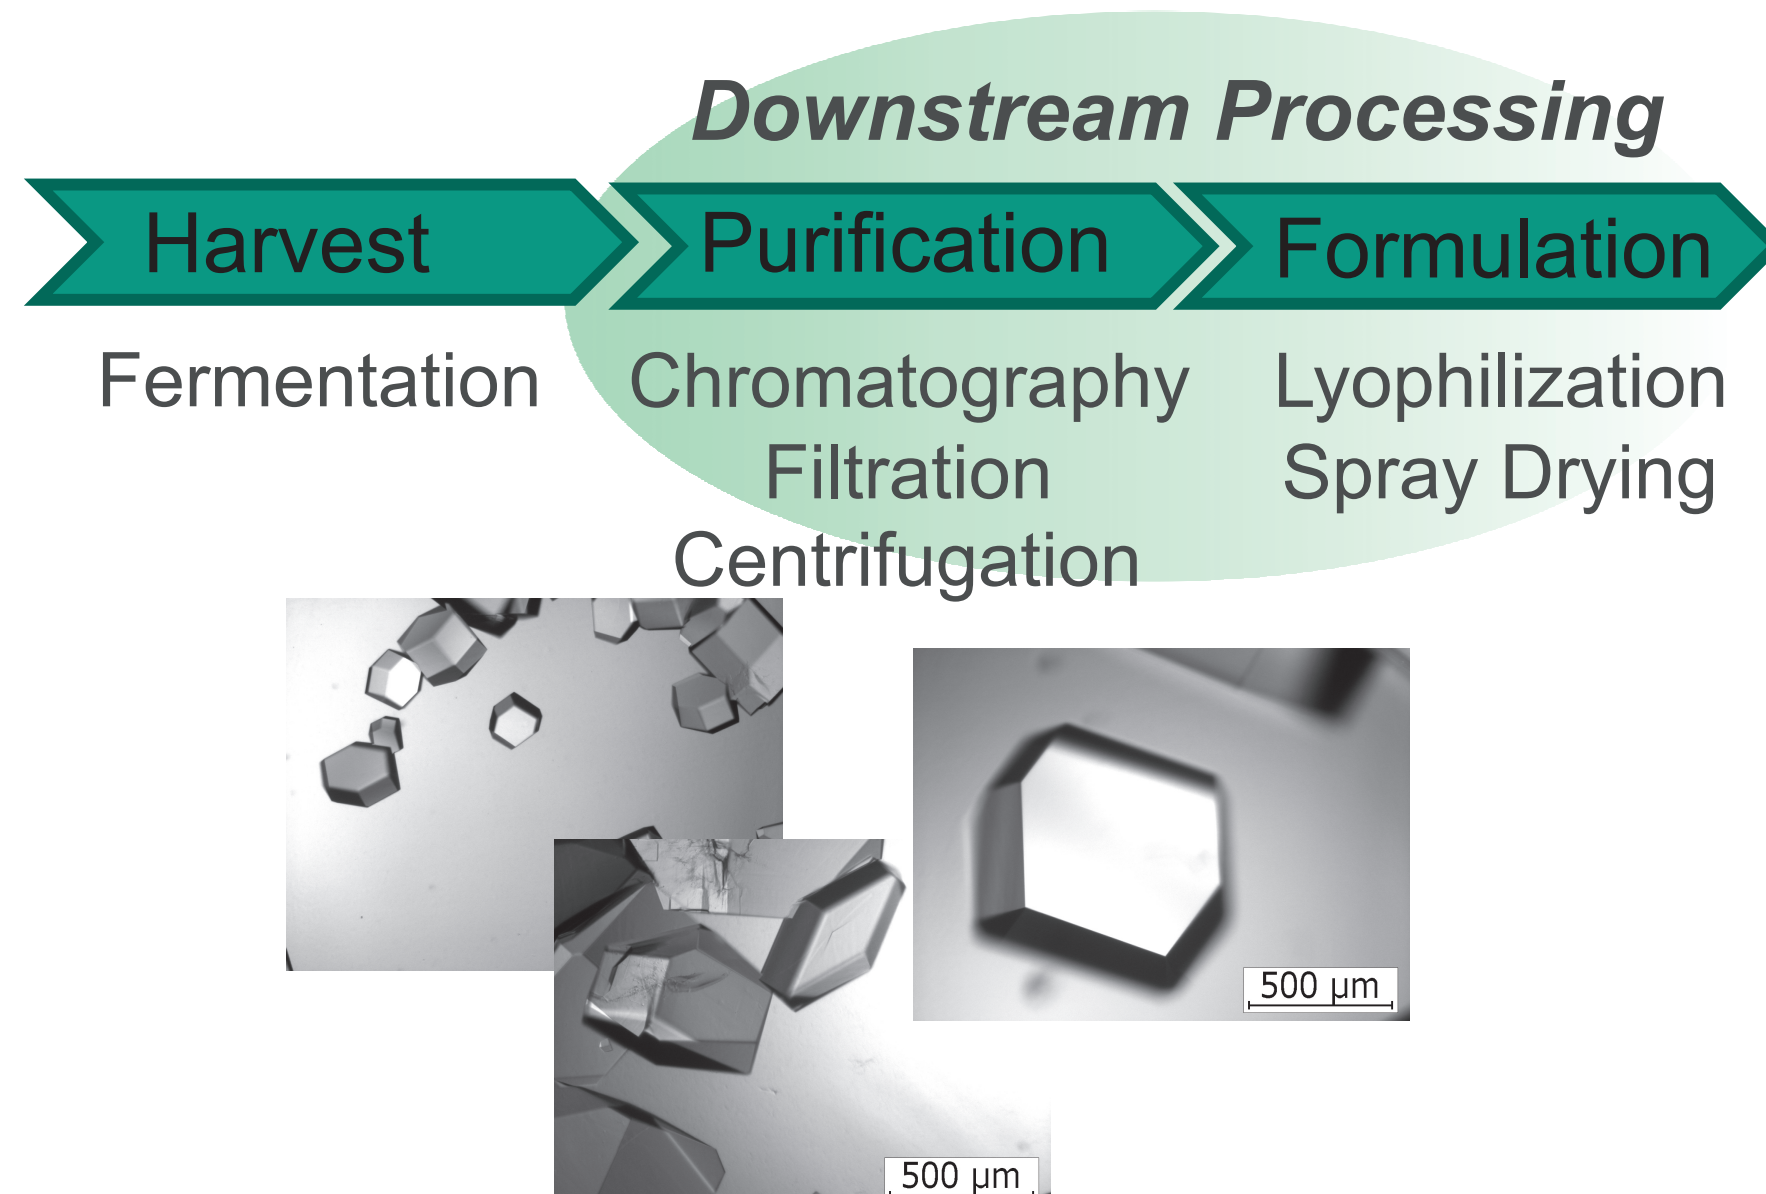 Downstream Processing
Harvest
Purification
Formulation
Fermentation
Chromatography
Filtration
Centrifugation
Lyophilization
Spray Drying
500 µm
500 µm